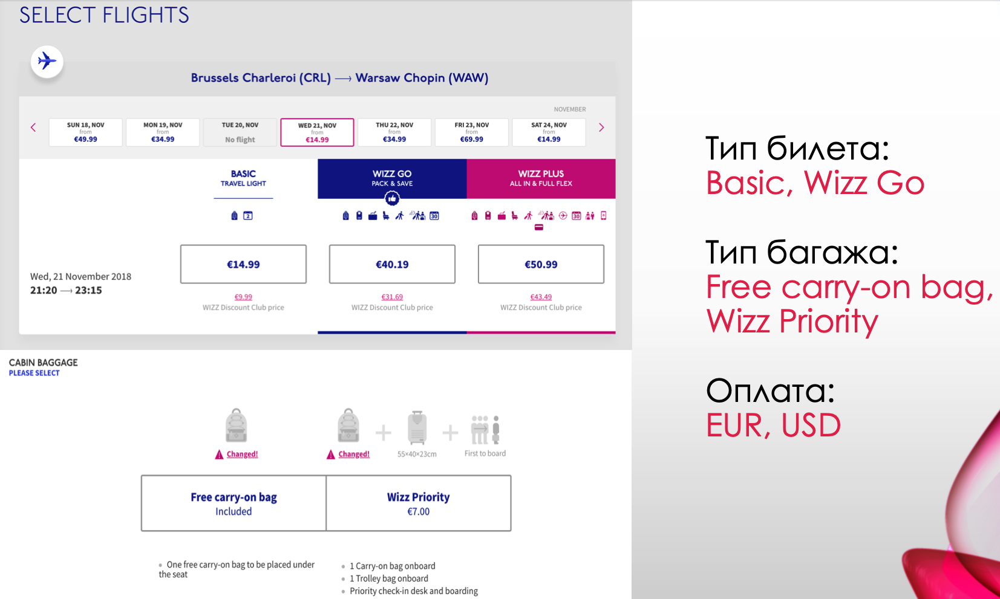 SELECT FLIGHTS
Brussels Charleroi (CRL) → Warsaw Chopin (WAW)
NOVEMBER
SUN 18, NOV
from
€49.99
MON 19, NOV
from
€34.99
TUE 20, NOV
No flight
WED 21, NOV
from
€14.99
THU 22, NOV
from
€34.99
FRI 23, NOV
from
€69.99
SAT 24, NOV
from
€14.99
BASIC
TRAVEL LIGHT
WIZZ GO
PACK & SAVE
WIZZ PLUS
ALL IN & FULL FLEX
2
30
30
Wed, 21 November 2018
21:20 → 23:15
€14.99
€9.99
WIZZ Discount Club price
€40.19
€31.69
WIZZ Discount Club price
€50.99
€43.49
WIZZ Discount Club price
CABIN BAGGAGE
PLEASE SELECT
Changed!
Changed!
55×40×23cm
First to board
Free carry-on bag
Included
Wizz Priority
€7.00
One free carry-on bag to be placed under
the seat
1 Carry-on bag onboard
1 Trolley bag onboard
Priority check-in desk and boarding
Тип билета:
Basic, Wizz Go
Тип багажа:
Free carry-on bag,
Wizz Priority
Оплата:
EUR, USD